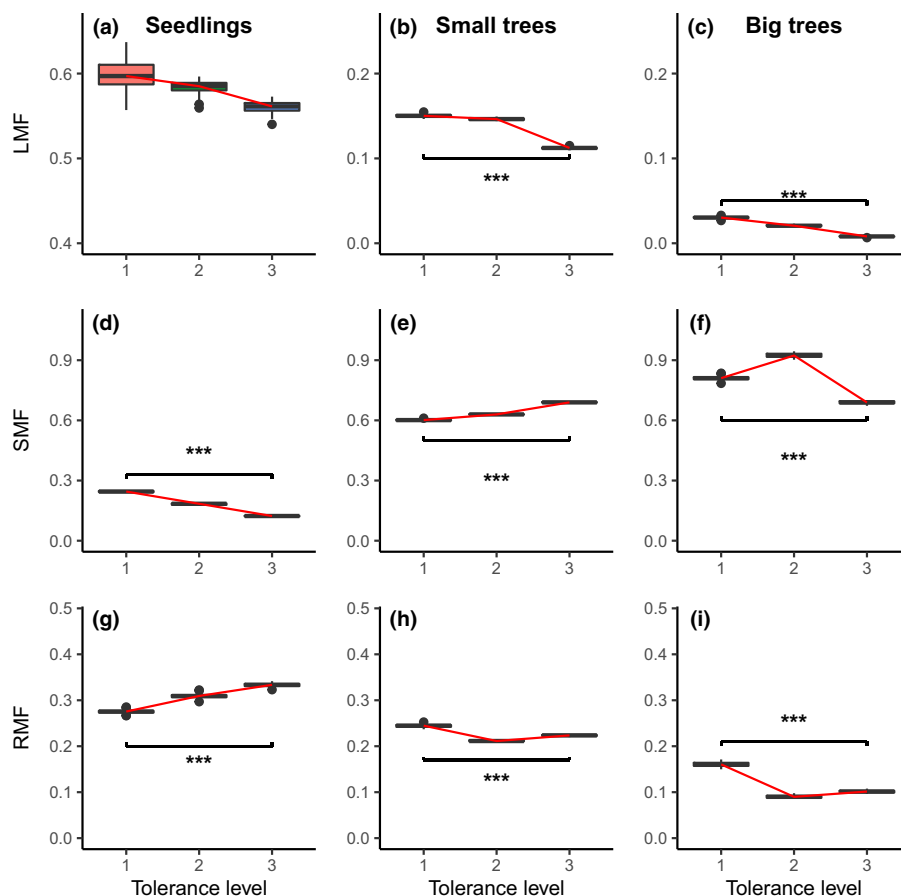 (a) Seedlings (b) Small trees (c) Big trees
LMF
0.6 0.2 0.2
0.5 0.1 0.1
*** ***
0.4 0.0 0.0
1 2 3 1 2 3 1 2 3
(d) (e) (f)
SMF
0.9 0.9 0.9
0.6 0.6 0.6
*** *** ***
0.3 0.3 0.3
0.0 0.0 0.0
1 2 3 1 2 3 1 2 3
0.5 0.5 0.5
(g) (h) (i)
RMF
0.4 0.4 0.4
0.3 0.3 0.3
***
0.2 0.2 0.2
*** ***
0.1 0.1 0.1
0.0 0.0 0.0
1 2 3 1 2 3 1 2 3
Tolerance level Tolerance level Tolerance level